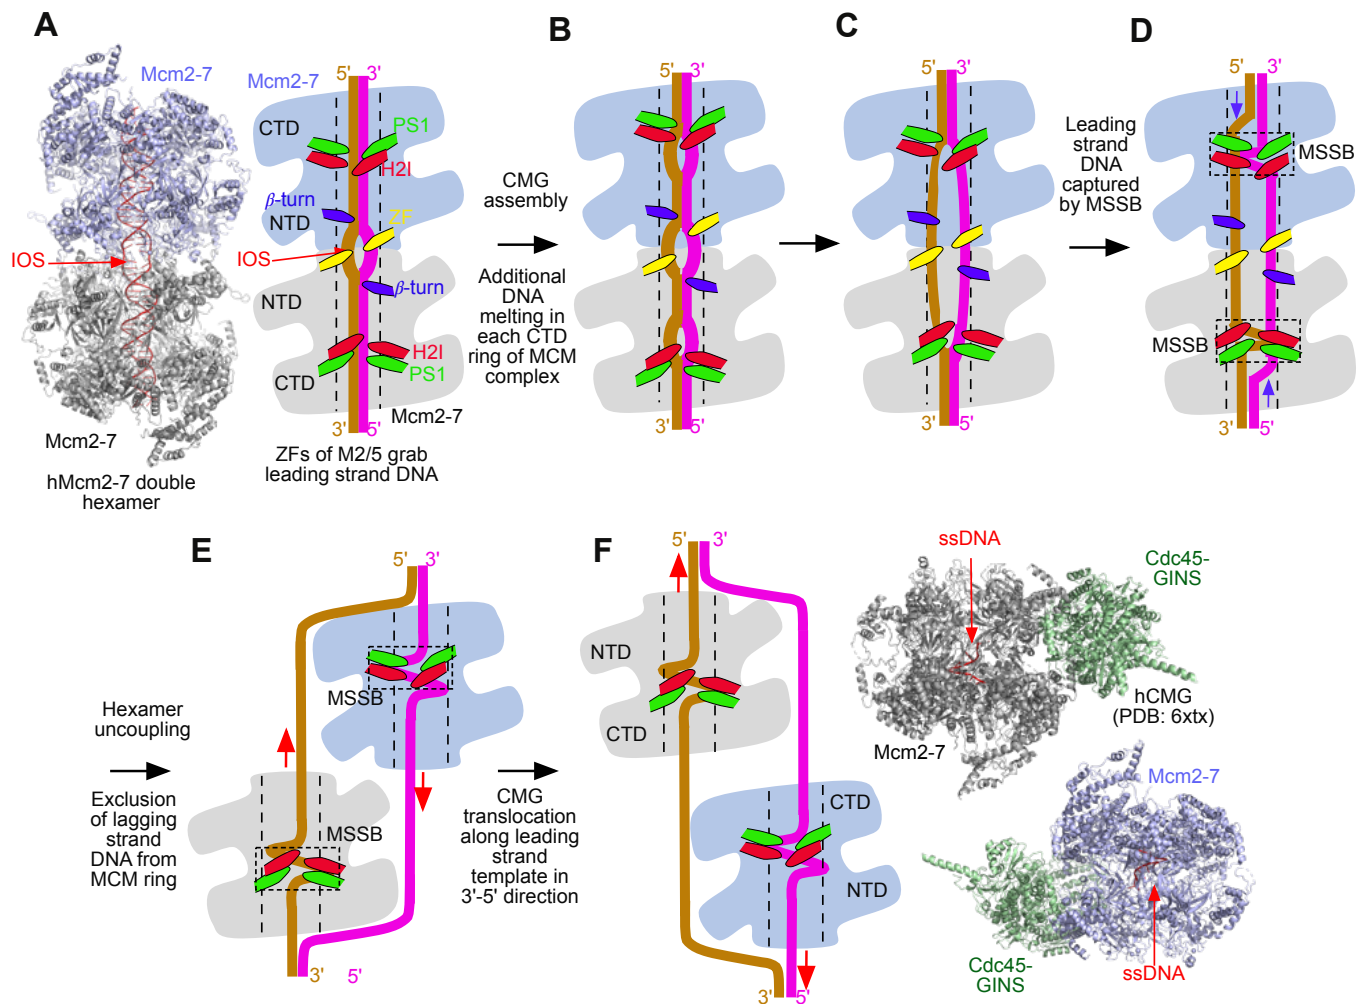 A
Mcm2-7
IOS
Mcm2-7
hMcm2-7 double
hexamer
5' 3'
Mcm2-7
CTD
PS1
H2I
β-turn
ZF
NTD
IOS
NTD
β-turn
H2I
CTD
PS1
Mcm2-7
3' 5'
ZFs of M2/5 grab
leading strand DNA
CMG
assembly
Additional
DNA
melting in
each CTD
ring of MCM
complex
B
5' 3'
3' 5'
C
5' 3'
3' 5'
Leading
strand
DNA
captured
by MSSB
D
5' 3'
MSSB
MSSB
3' 5'
Hexamer
uncoupling
Exclusion
of lagging
strand
DNA from
MCM ring
E
5' 3'
MSSB
MSSB
3' 5'
CMG
translocation
along leading
strand
template in
3'-5' direction
F
5' 3'
NTD
CTD
CTD
NTD
3' 5'
ssDNA
Cdc45-
GINS
hCMG
(PDB: 6xtx)
Mcm2-7
Mcm2-7
Cdc45-
GINS
ssDNA